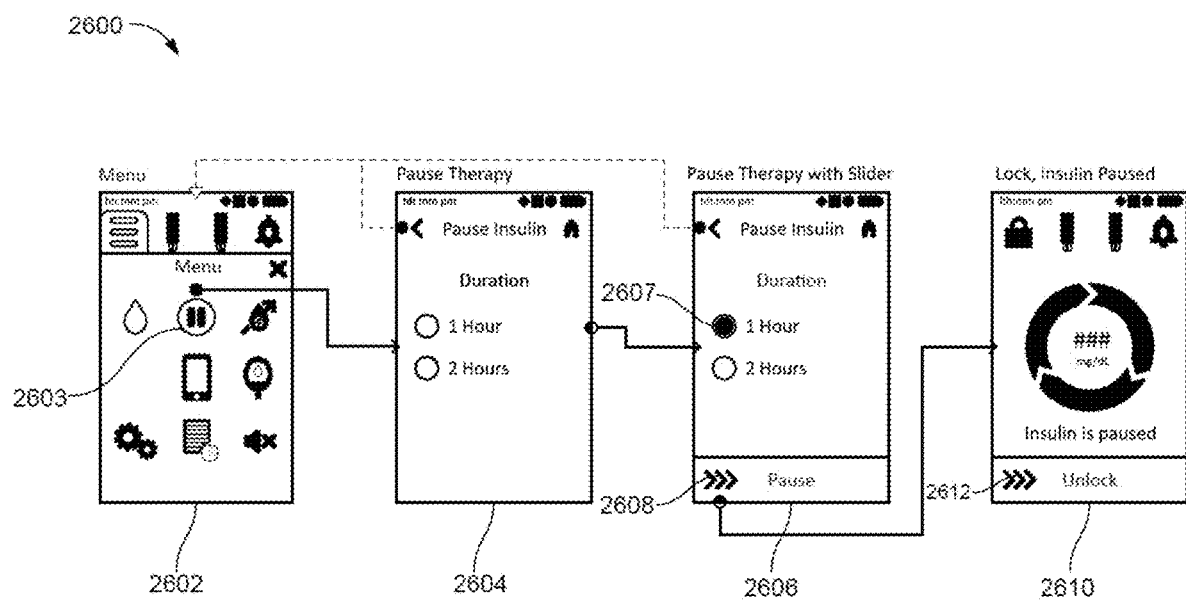 2600
Menu
Pause Therapy
Pause Therapy with Slider
Lock, Insulin Paused
Pause Insulin
Pause Insulin
Menu
Duration
Duration
2607
1 Hour
1 Hour
###
mg/dL
2 Hours
2 Hours
2603
Insulin is paused
2608
Pause
2612
Unlock
2602
2604
2606
2610